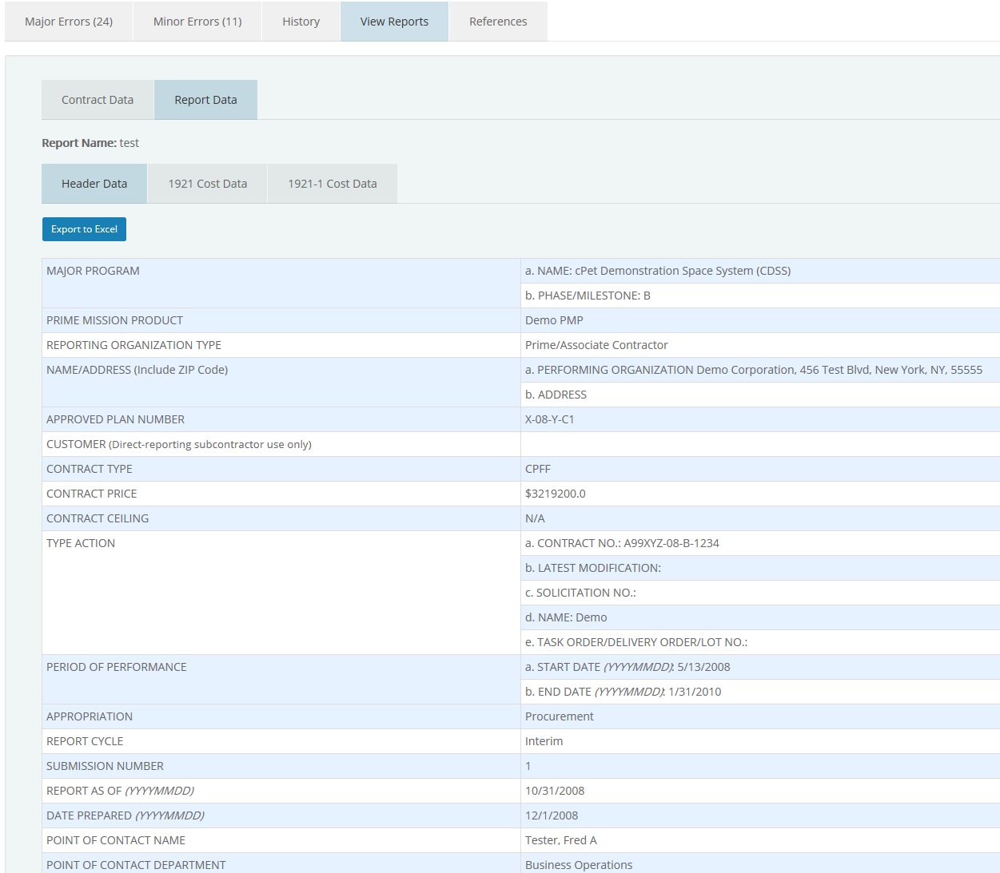 Major Errors (24) Minor Errors (11) History View Reports References
Contract Data Report Data
Report Name: test
Header Data 1921 Cost Data 1921-1 Cost Data
Export to Excel
MAJOR PROGRAM a. NAME: cPet Demonstration Space System (CDSS)
b. PHASE/MILESTONE: B
PRIME MISSION PRODUCT Demo PMP
REPORTING ORGANIZATION TYPE Prime/Associate Contractor
NAME/ADDRESS (Include ZIP Code) a. PERFORMING ORGANIZATION Demo Corporation, 456 Test Blvd, New York, NY, 55555
b. ADDRESS
APPROVED PLAN NUMBER X-08-Y-C1
CUSTOMER (Direct-reporting subcontractor use only)
CONTRACT TYPE CPFF
CONTRACT PRICE $3219200.0
CONTRACT CEILING N/A
TYPE ACTION a. CONTRACT NO.: A99XYZ-08-B-1234
b. LATEST MODIFICATION:
c. SOLICITATION NO.:
d. NAME: Demo
e. TASK ORDER/DELIVERY ORDER/LOT NO.:
PERIOD OF PERFORMANCE a. START DATE (YYYYMMDD): 5/13/2008
b. END DATE (YYYYMMDD): 1/31/2010
APPROPRIATION Procurement
REPORT CYCLE Interim
SUBMISSION NUMBER 1
REPORT AS OF (YYYYMMDD) 10/31/2008
DATE PREPARED (YYYYMMDD) 12/1/2008
POINT OF CONTACT NAME Tester, Fred A
POINT OF CONTACT DEPARTMENT Business Operations